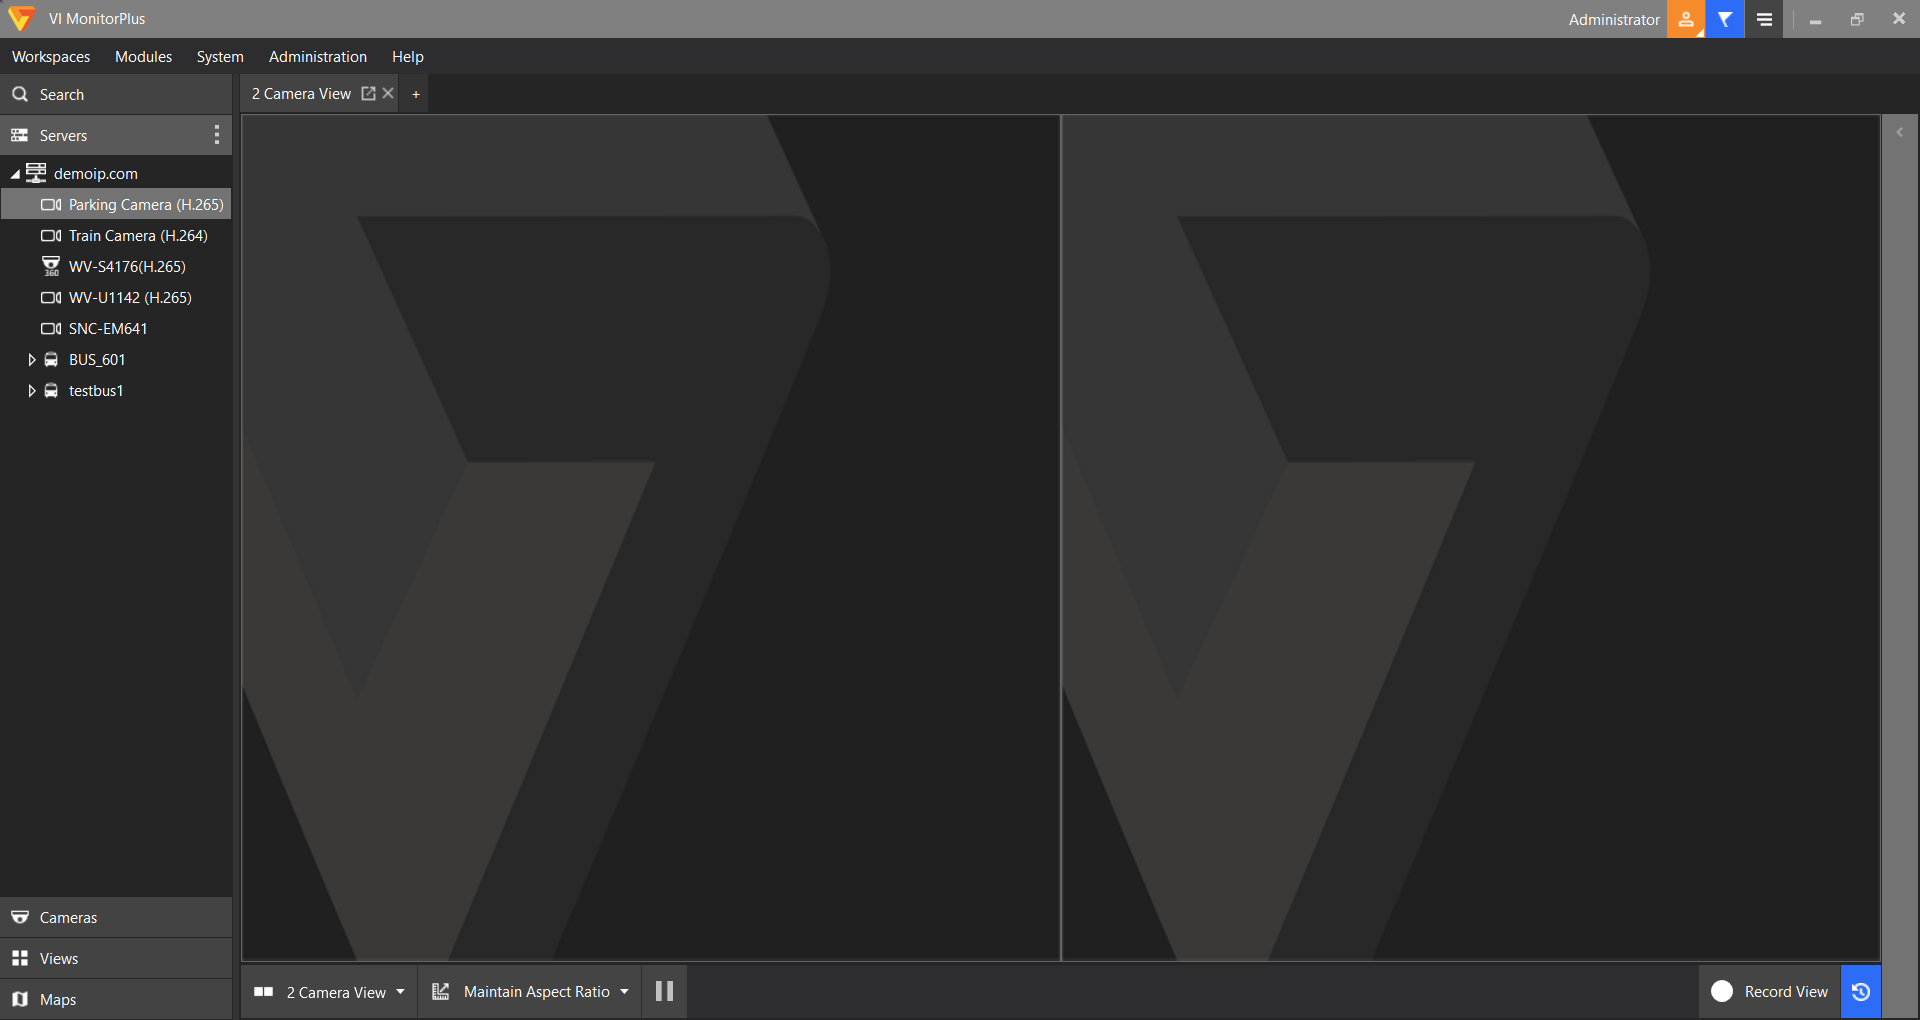 VI MonitorPlus
Administrator
Workspaces Modules System Administration Help
Search
2 Camera View +
Servers
demoip.com
Parking Camera (H.265)
Train Camera (H.264)
360
WV-S4176(H.265)
WV-U1142 (H.265)
SNC-EM641
BUS_601
testbus1
Cameras
Views
Maps
2 Camera View
Maintain Aspect Ratio
Record View